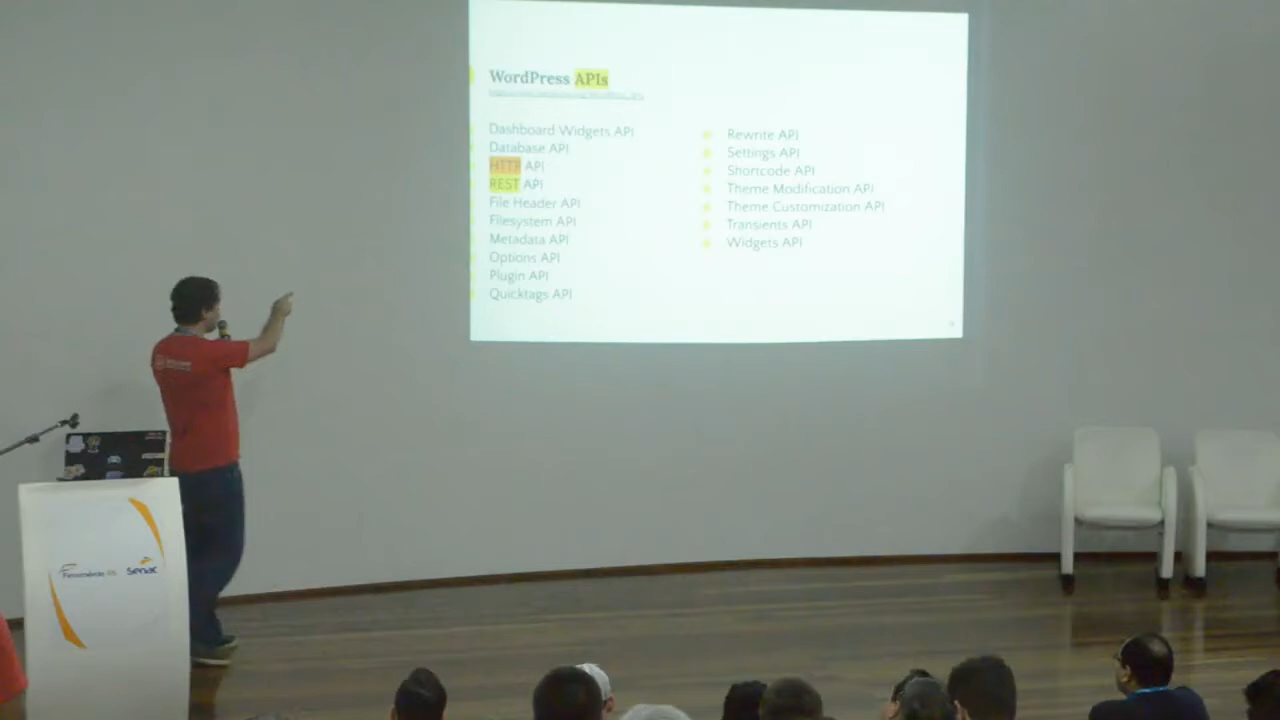 WordPress APIs
Dashboard Widgets API
Database API
HTTP API
REST API
File Header API
Filesystem API
Metadata API
Options API
Plugin API
Quicktags API
Rewrite API
Settings API
Shortcode API
Theme Modification API
Theme Customization API
Transients API
Widgets API
Fecomércio RS
Senac